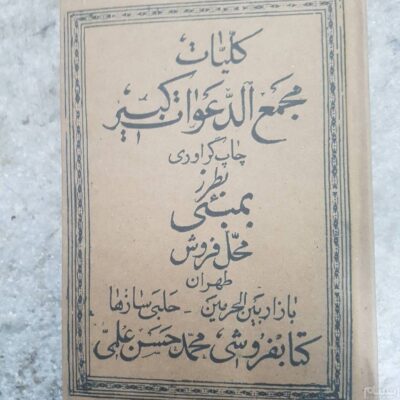 کلیات
مجمع الدعوات کبیر
چاپ گراوری
بطرز
بمبئی
محل فروش
طهران
بازار بین الحرمین - حلبی سازها
کتابفروشی محمد حسن علمی